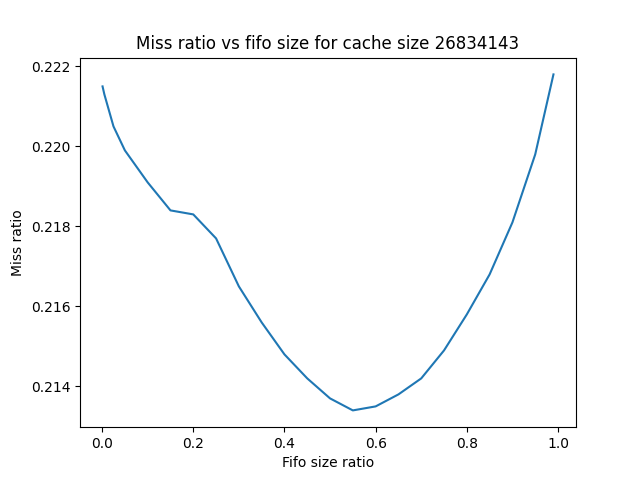 Miss ratio vs fifo size for cache size 26834143
0.222
0.220
0.218
0.216
0.214
Miss ratio
0.0 0.2 0.4 0.6 0.8 1.0
Fifo size ratio